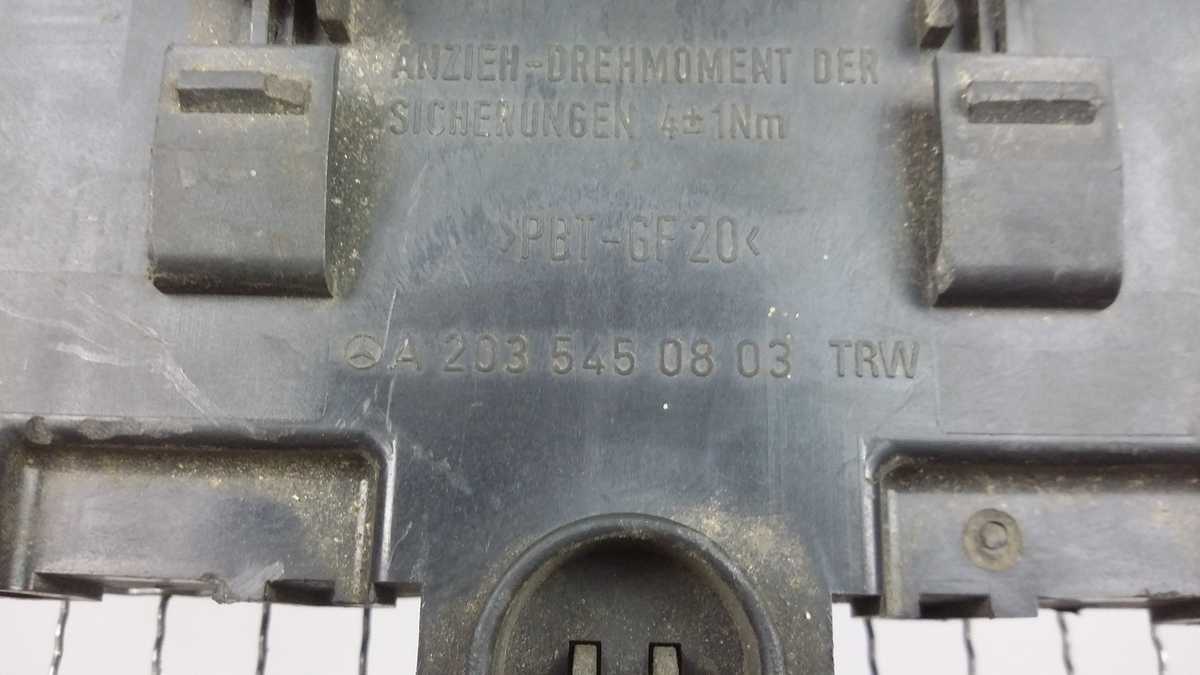 ANZIEH-DREHMOMENT DER
SICHERUNGEN 4±1Nm
>PBT-GF20<
A 203 545 08 03 TRW